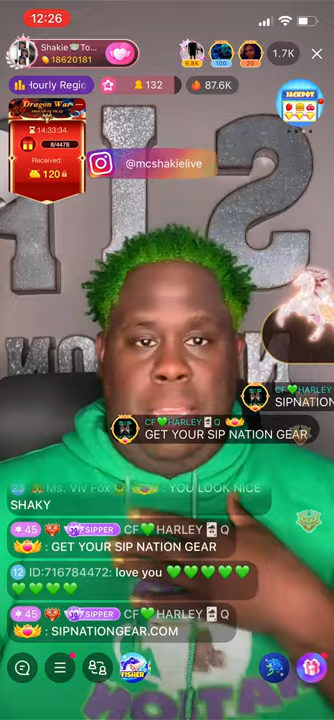 12:26
Shakie To...
18620181
6.8K
100
20
1.7K
Hourly Regic
132
87.6K
Dragon War
14:33:34
8/4478
Received:
120
@mcshakielive
JACKPOT
CF💚HARLEY
SIPNATION
CF💚HARLEY Q
GET YOUR SIP NATION GEAR
23 Ms. Viv Fox : YOU LOOK NICE
SHAKY
45 SIPPER CF💚HARLEY Q
: GET YOUR SIP NATION GEAR
12 ID:716784472: love you 💚💚💚💚💚
💚💚💚💚
45 SIPPER CF💚HARLEY Q
: SIPNATIONGEAR.COM
FISHER